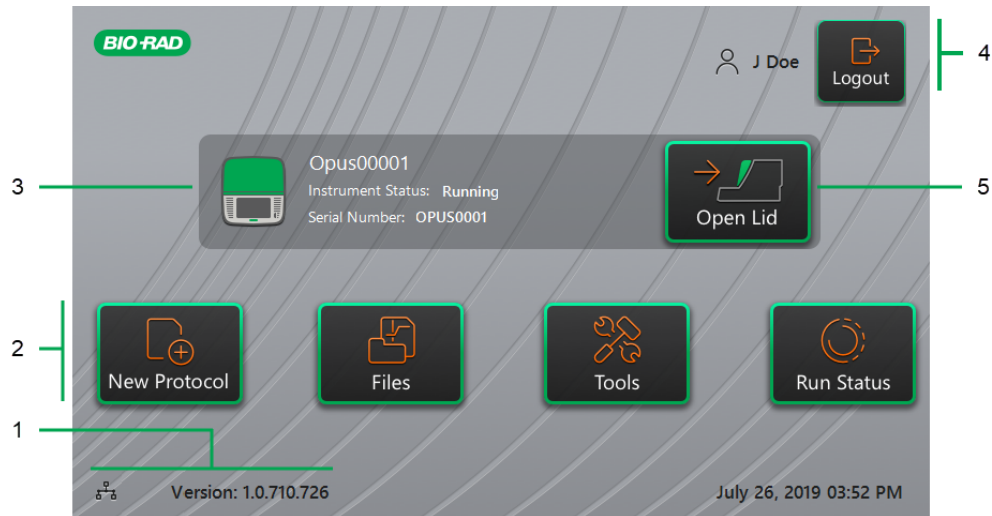 BIO-RAD
J Doe
Logout
4
Opus00001
Instrument Status: Running
Serial Number: OPUS0001
Open Lid
3
5
New Protocol
Files
Tools
Run Status
2
1
Version: 1.0.710.726
July 26, 2019 03:52 PM